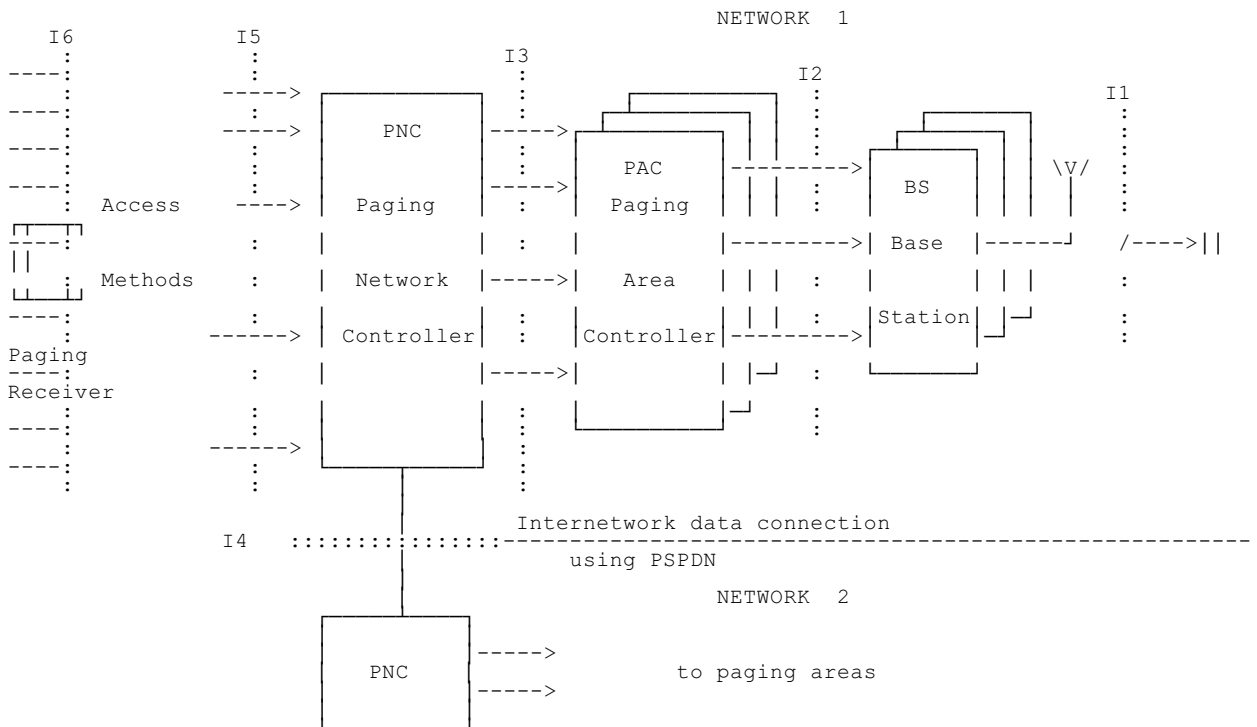 NETWORK 1
I6 I5
I3
I2
I1
PNC
PAC
BS
Access Paging Paging
Base
Methods Network Area
Station
Controller Controller
Paging
Receiver
Internetwork data connection
I4
using PSPDN
NETWORK 2
PNC to paging areas